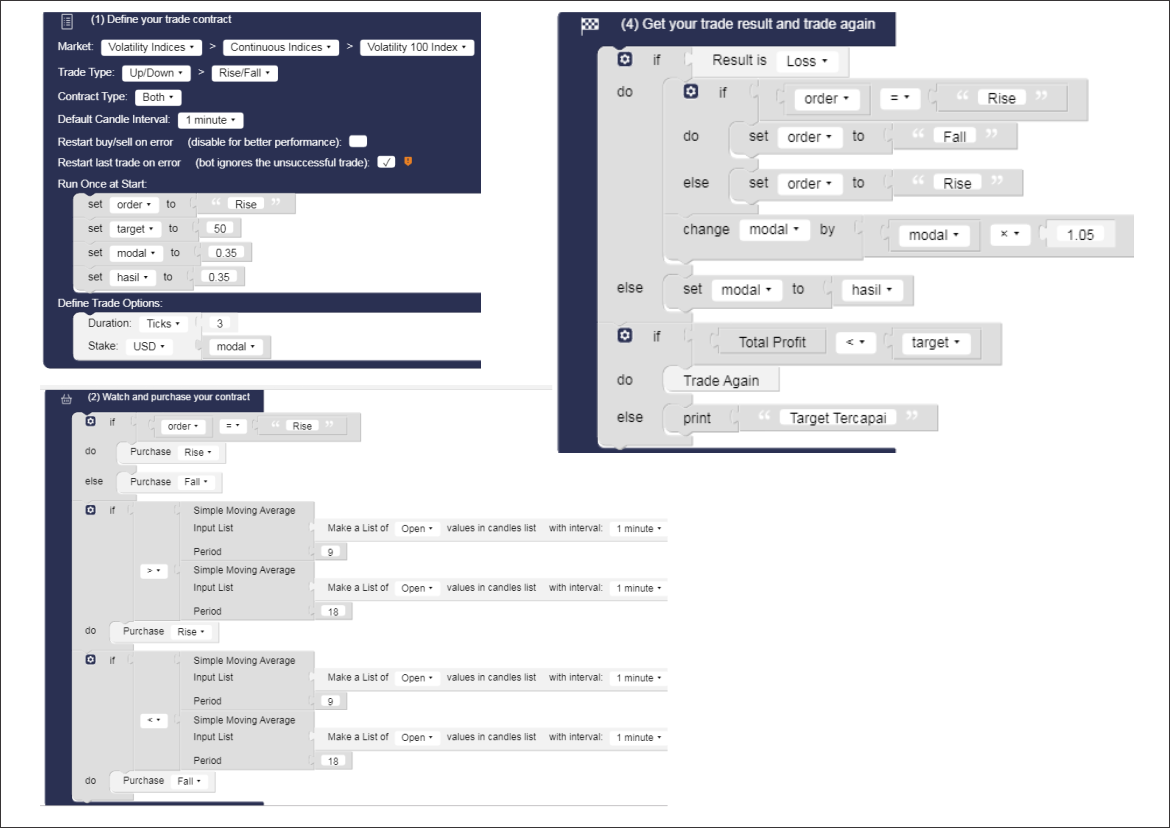 (1) Define your trade contract
Market: Volatility Indices > Continuous Indices > Volatility 100 Index
Trade Type: Up/Down > Rise/Fall
Contract Type: Both
Default Candle Interval: 1 minute
Restart buy/sell on error (disable for better performance):
Restart last trade on error (bot ignores the unsuccessful trade): ✓
Run Once at Start:
set order to “ Rise ”
set target to 50
set modal to 0.35
set hasil to 0.35
Define Trade Options:
Duration: Ticks 3
Stake: USD modal
(2) Watch and purchase your contract
if order = “ Rise ”
do Purchase Rise
else Purchase Fall
if Simple Moving Average
Input List Make a List of Open values in candles list with interval: 1 minute
Period 9
> Simple Moving Average
Input List Make a List of Open values in candles list with interval: 1 minute
Period 18
do Purchase Rise
if Simple Moving Average
Input List Make a List of Open values in candles list with interval: 1 minute
Period 9
< Simple Moving Average
Input List Make a List of Open values in candles list with interval: 1 minute
Period 18
do Purchase Fall
(4) Get your trade result and trade again
if Result is Loss
do if order = “ Rise ”
do set order to “ Fall ”
else set order to “ Rise ”
change modal by modal × 1.05
else set modal to hasil
if Total Profit < target
do Trade Again
else print “ Target Tercapai ”